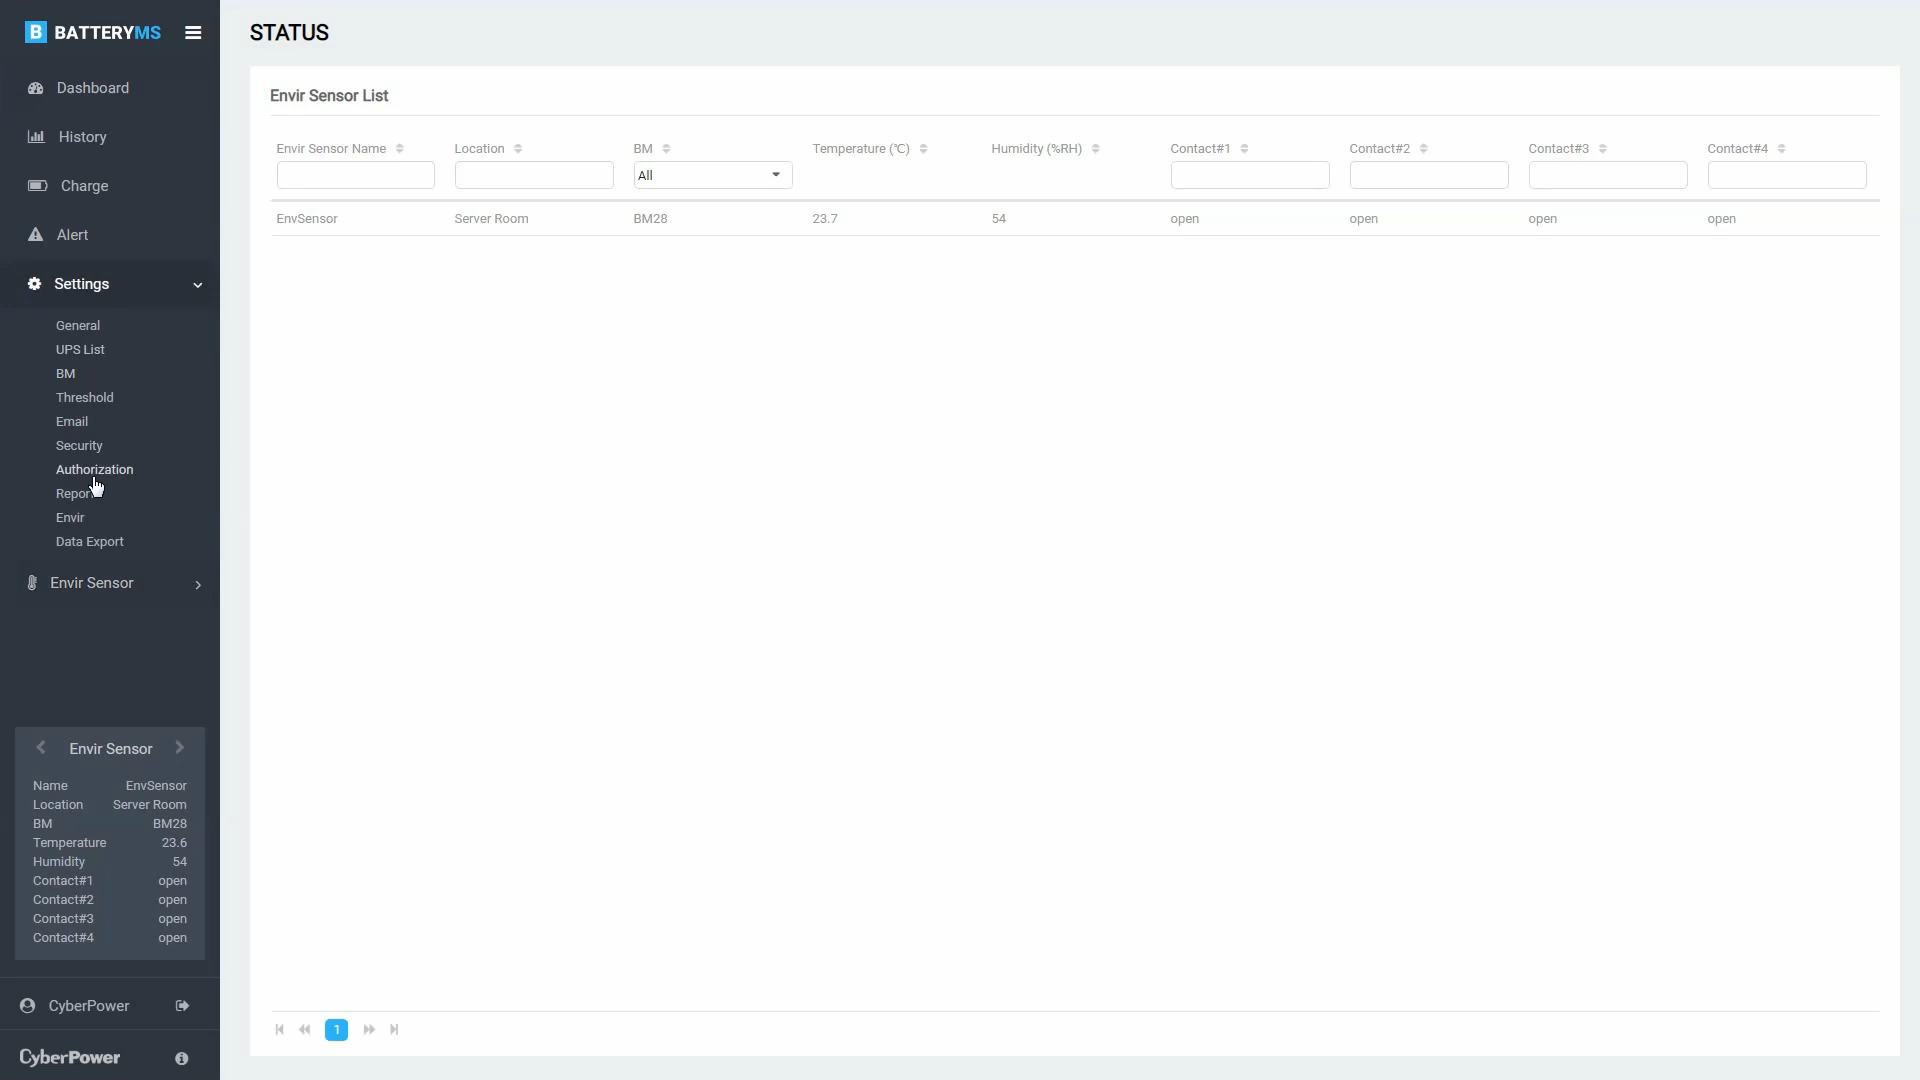 B BATTERYMS
STATUS
Dashboard
History
Charge
Alert
Settings
General
UPS List
BM
Threshold
Email
Security
Authorization
Report
Envir
Data Export
Envir Sensor
Envir Sensor
Name EnvSensor
Location Server Room
BM BM28
Temperature 23.6
Humidity 54
Contact#1 open
Contact#2 open
Contact#3 open
Contact#4 open
CyberPower
CyberPower
Envir Sensor List
Envir Sensor Name Location BM Temperature (℃) Humidity (%RH) Contact#1 Contact#2 Contact#3 Contact#4
All
EnvSensor Server Room BM28 23.7 54 open open open open
1